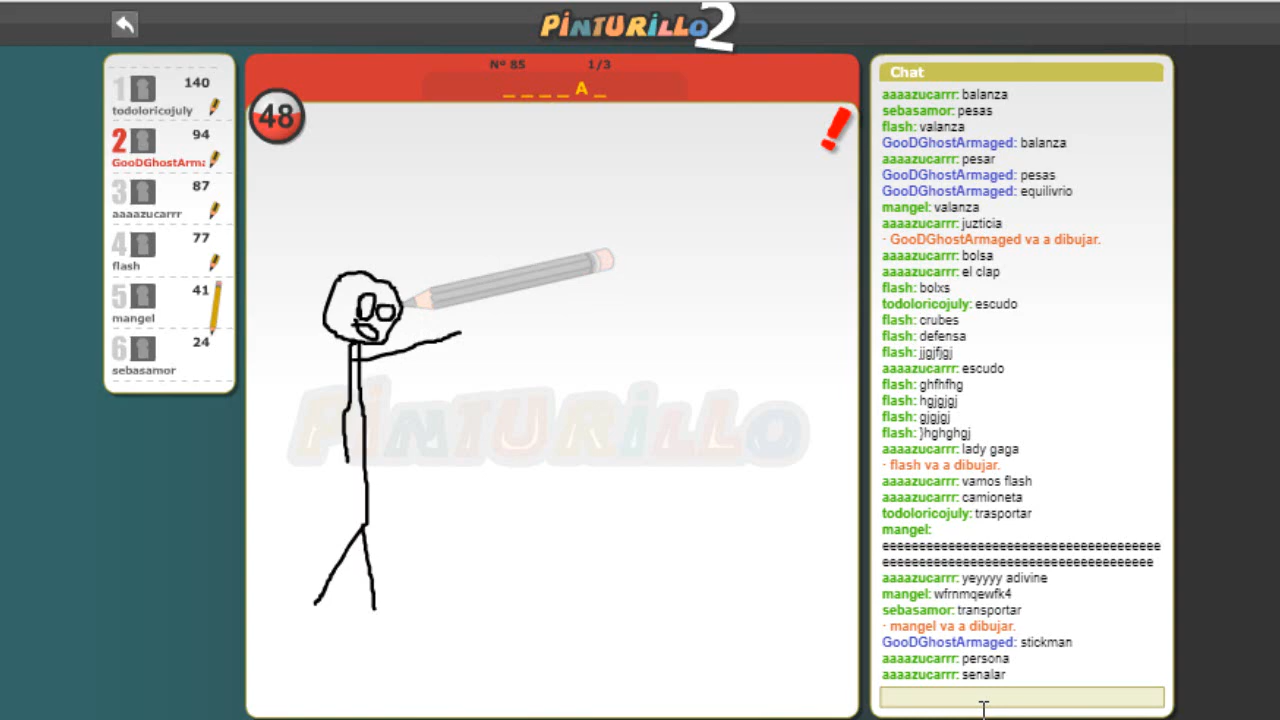 PiNTURiLLO2
Nº 85 1/3
_ _ _ _ A _
48
1 140
todoloricojuly
2 94
GooDGhostArma
3 87
aaaazucarrr
4 77
flash
5 41
mangel
6 24
sebasamor
PiNTURiLLO
Chat
aaaazucarrr: balanza
sebasamor: pesas
flash: valanza
GooDGhostArmaged: balanza
aaaazucarrr: pesar
GooDGhostArmaged: pesas
GooDGhostArmaged: equilivrio
mangel: valanza
aaaazucarrr: juzticia
· GooDGhostArmaged va a dibujar.
aaaazucarrr: bolsa
aaaazucarrr: el clap
flash: bolxs
todoloricojuly: escudo
flash: crubes
flash: defensa
flash: jjgjfjgj
aaaazucarrr: escudo
flash: ghfhfhg
flash: hgjgjgj
flash: gjgjgj
flash: }hghghgj
aaaazucarrr: lady gaga
· flash va a dibujar.
aaaazucarrr: vamos flash
aaaazucarrr: camioneta
todoloricojuly: trasportar
mangel:
eeeeeeeeeeeeeeeeeeeeeeeeeeeeeeeeeeeeee
eeeeeeeeeeeeeeeeeeeeeeeeeeeeeeeeeeeee
aaaazucarrr: yeyyyy adivine
mangel: wfrnmqewfk4
sebasamor: transportar
· mangel va a dibujar.
GooDGhostArmaged: stickman
aaaazucarrr: persona
aaaazucarrr: senalar